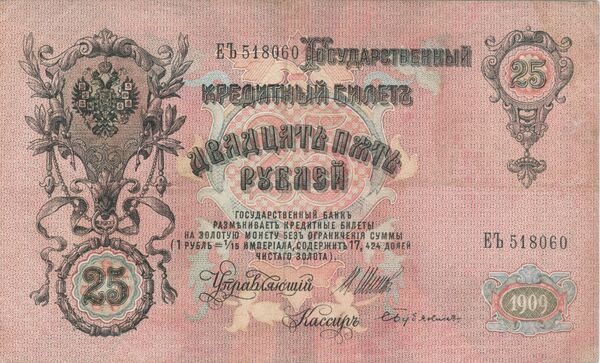 ЕЪ 518060
Государственный
25
Кредитный Билетъ
Двадцать пять
рублей
Государственный банкъ
размѣниваетъ кредитные билеты
на золотую монету безъ ограниченія суммы
(1 рубль = 1/15 имперіала, содержитъ 17,424 долей
чистаго золота).
ЕЪ 518060
25
Управляющій
Кассиръ
1909